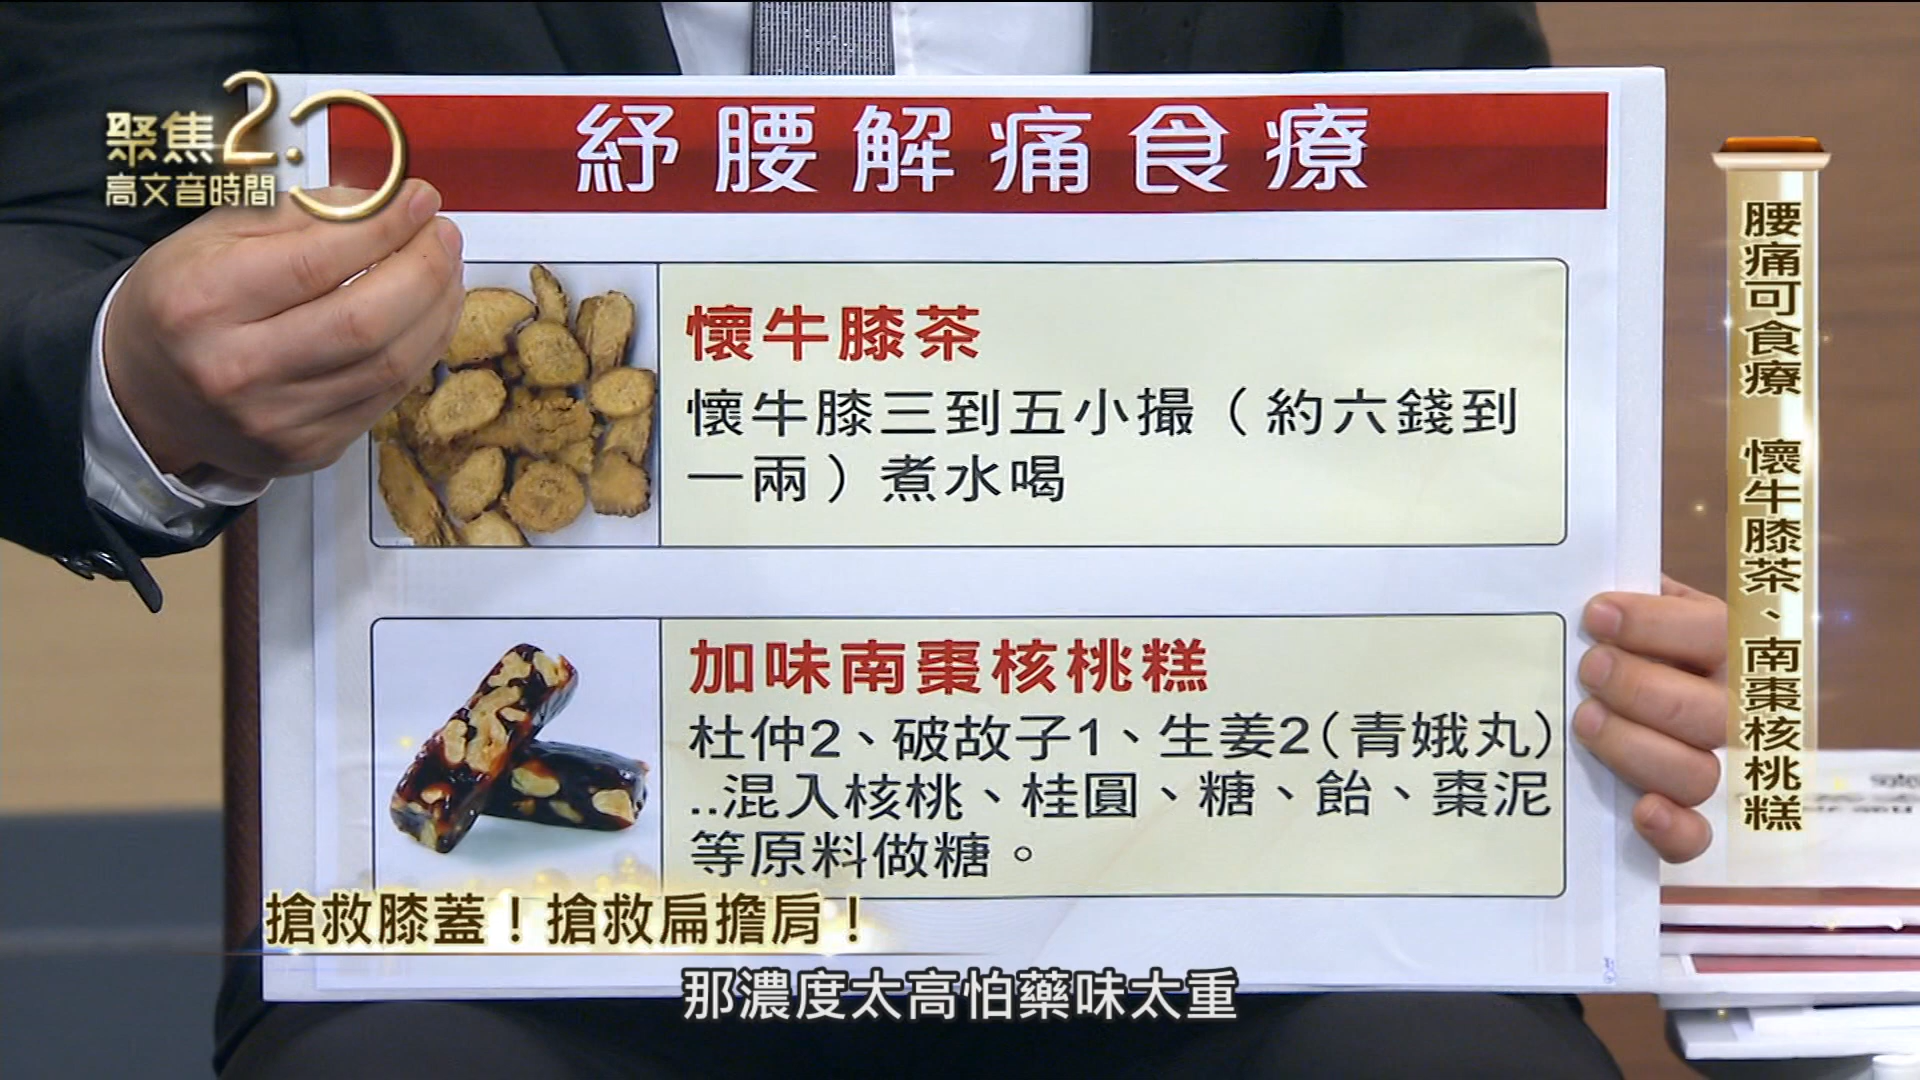 聚焦2.0
高文音時間
紓腰解痛食療
懷牛膝茶
懷牛膝三到五小撮（約六錢到
一兩）煮水喝
加味南棗核桃糕
杜仲2、破故子1、生姜2（青娥丸）
..混入核桃、桂圓、糖、飴、棗泥
等原料做糖。
腰痛可食療 懷牛膝茶、南棗核桃糕
搶救膝蓋！搶救扁擔肩！
那濃度太高怕藥味太重